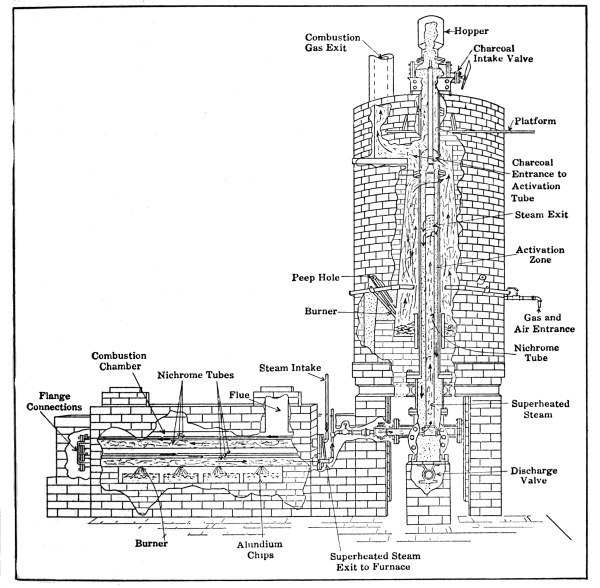 Hopper
Combustion
Gas Exit
Charcoal
Intake Valve
Platform
Charcoal
Entrance to
Activation
Tube
Steam Exit
Activation
Zone
Peep Hole
Burner
Gas and
Air Entrance
Nichrome
Tube
Combustion
Chamber
Nichrome Tubes
Steam Intake
Flue
Flange
Connections
Superheated
Steam
Discharge
Valve
Burner
Alundium
Chips
Superheated Steam
Exit to Furnace